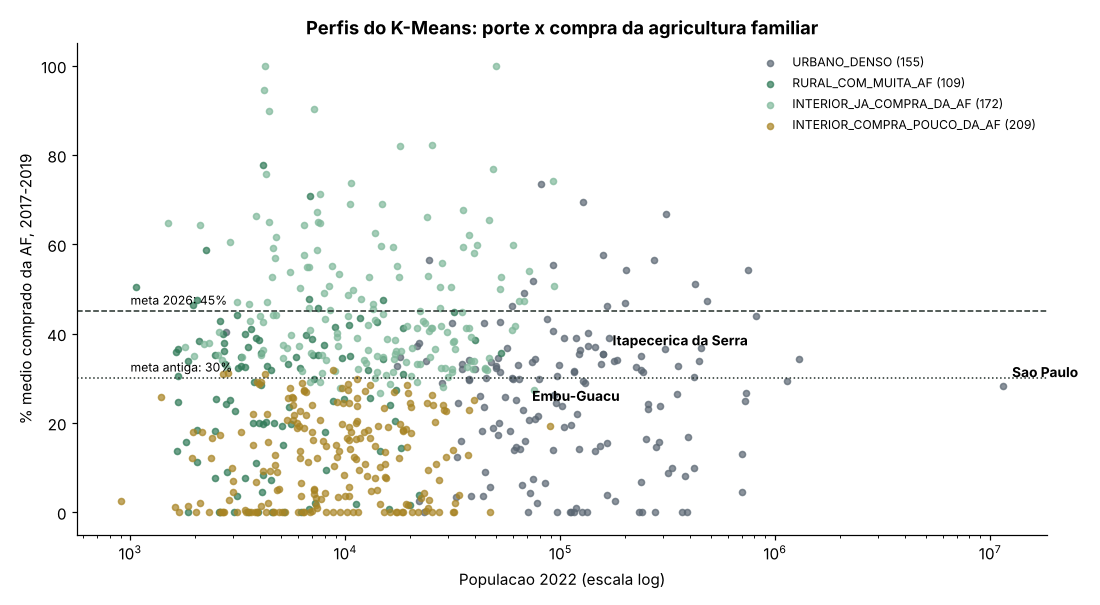 Perfis do K-Means: porte x compra da agricultura familiar
% medio comprado da AF, 2017-2019
100
80
60
40
20
0
URBANO_DENSO (155)
RURAL_COM_MUITA_AF (109)
INTERIOR_JA_COMPRA_DA_AF (172)
INTERIOR_COMPRA_POUCO_DA_AF (209)
meta 2026: 45%
Itapecerica da Serra
meta antiga: 30%
Sao Paulo
Embu-Guacu
10³
10⁴
10⁵
10⁶
10⁷
Populacao 2022 (escala log)